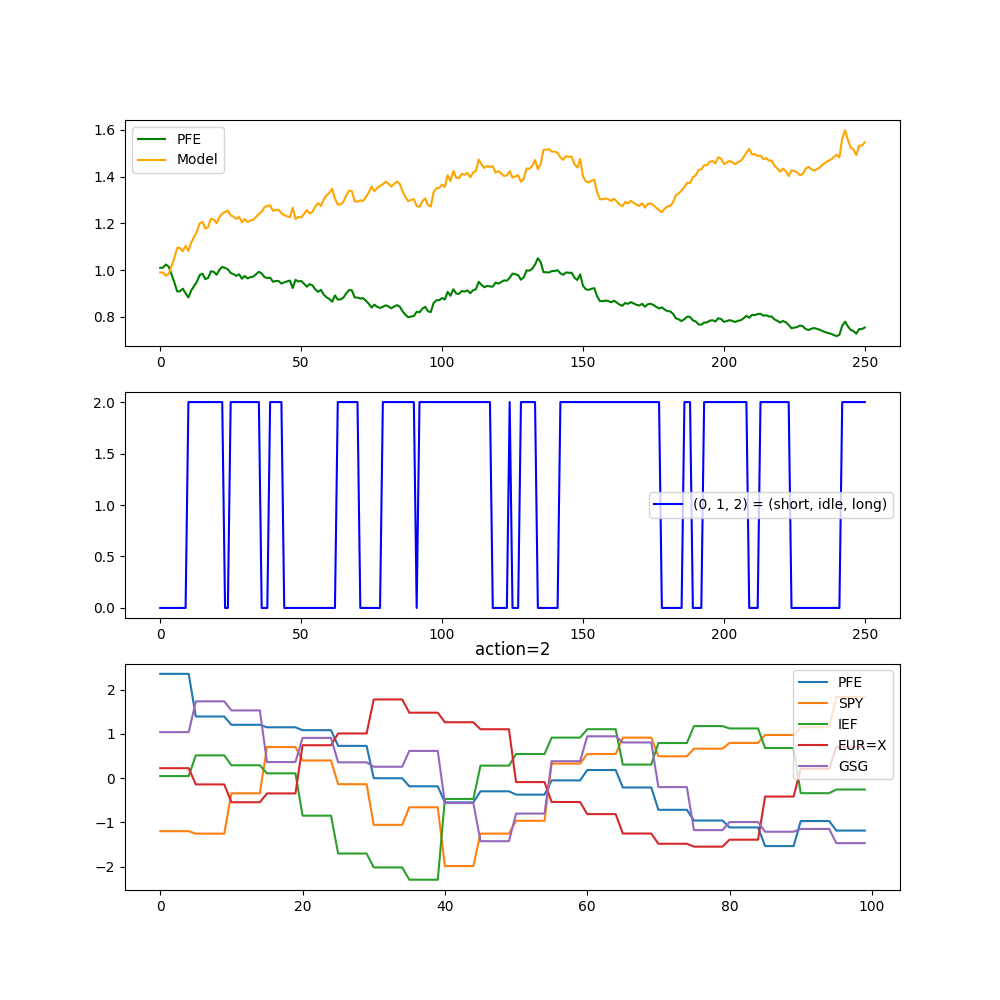 1.6
1.4
1.2
1.0
0.8
PFE
Model
0 50 100 150 200 250
2.0
1.5
1.0
0.5
0.0
(0, 1, 2) = (short, idle, long)
0 50 100 150 200 250
action=2
2
1
0
−1
−2
PFE
SPY
IEF
EUR=X
GSG
0 20 40 60 80 100